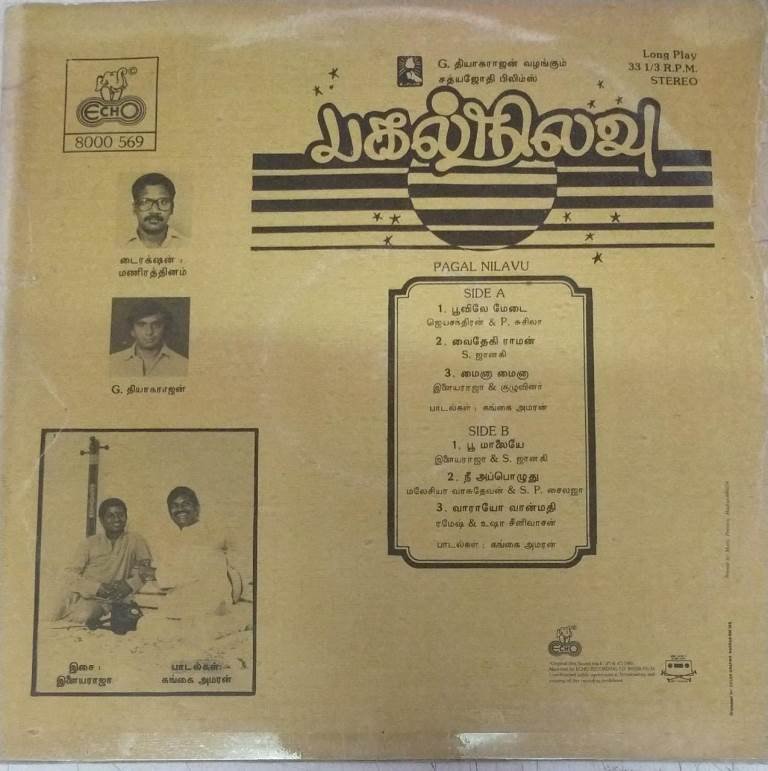 ECHO
8000 569
G. தியாகராஜன் வழங்கும்
சத்யஜோதி பிலிம்ஸ்
Long Play
33 1/3 R.P.M.
STEREO
பகல்நிலவு
டைரக்ஷன் :
மணிரத்தினம்
G. தியாகராஜன்
PAGAL NILAVU
SIDE A
1. பூவிலே மேடை
ஜெயசந்திரன் & P. சுசிலா
2. வைதேகி ராமன்
S. ஜானகி
3. மைனா மைனா
இளையராஜா & குழுவினர்
பாடல்கள் : கங்கை அமரன்
SIDE B
1. பூ மாலையே
இளையராஜா & S. ஜானகி
2. நீ அப்பொழுது
மலேசியா வாசுதேவன் & S. P. சைலஜா
3. வாராயோ வான்மதி
ரமேஷ் & உஷா சீனிவாசன்
பாடல்கள் : கங்கை அமரன்
இசை :
இளையராஜா
பாடல்கள்:
கங்கை அமரன்
ECHO